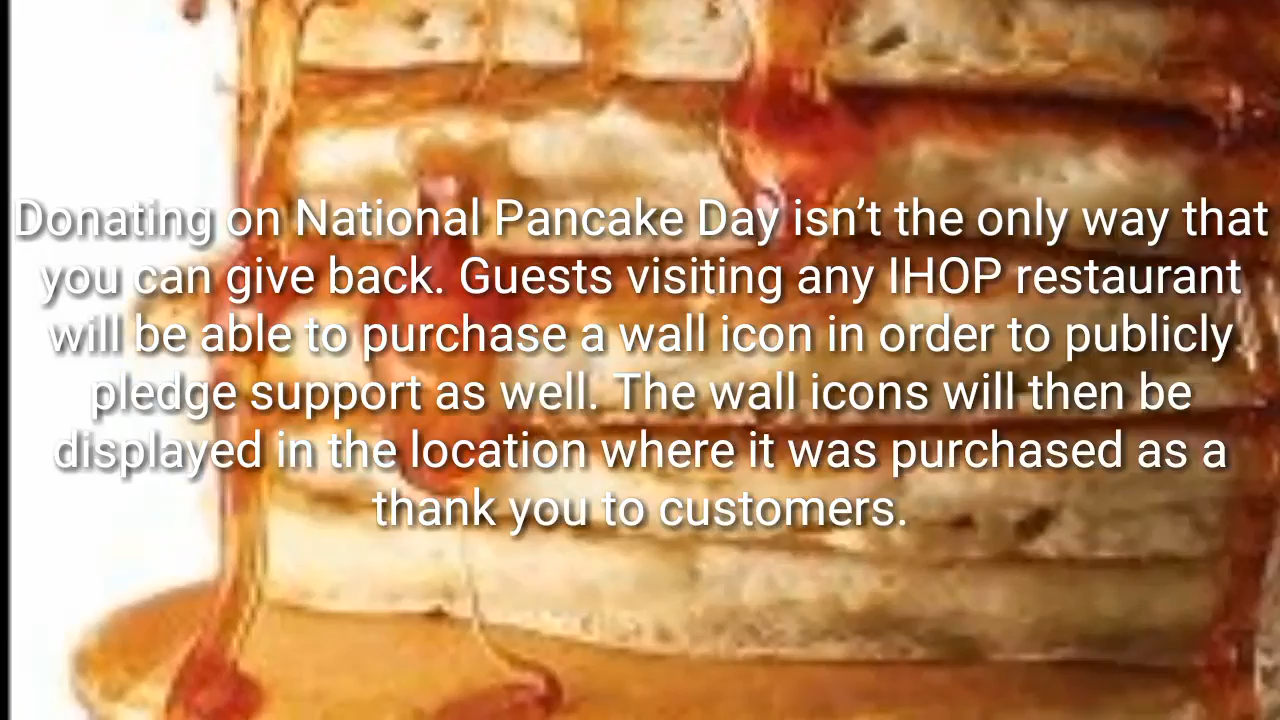 Donating on National Pancake Day isn’t the only way that
you can give back. Guests visiting any IHOP restaurant
will be able to purchase a wall icon in order to publicly
pledge support as well. The wall icons will then be
displayed in the location where it was purchased as a
thank you to customers.